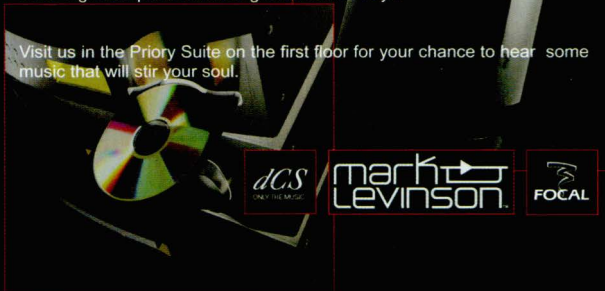 Visit us in the Priory Suite on the first floor for your chance to hear some
music that will stir your soul.
dCS
ONLY THE MUSIC
mark
Levinson
FOCAL